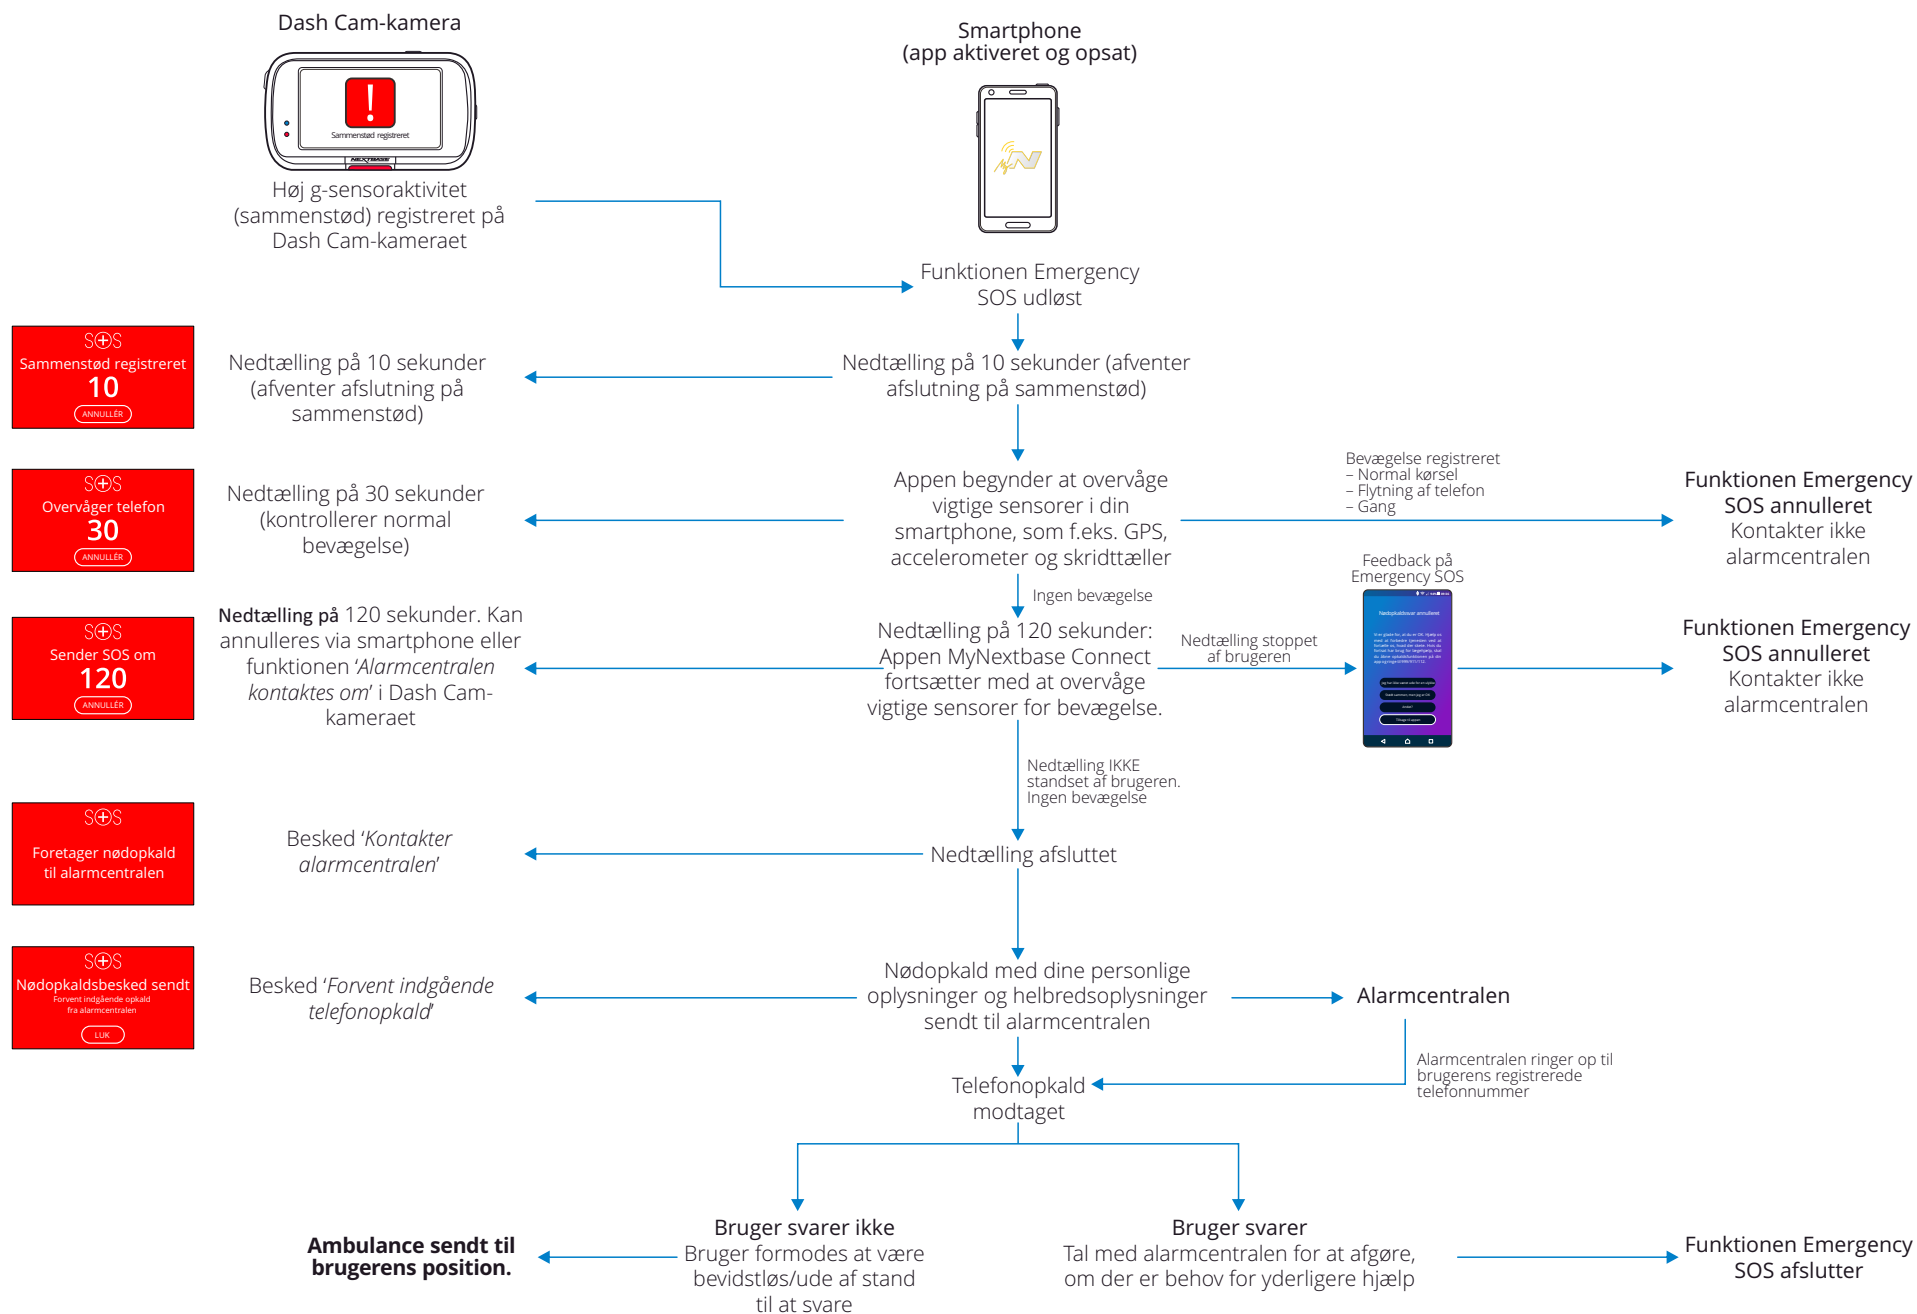 Dash Cam-kamera
Sammenstød registreret
NEXTBASE
Høj g-sensoraktivitet
(sammenstød) registreret på
Dash Cam-kameraet
Smartphone
(app aktiveret og opsat)
Funktionen Emergency
SOS udløst
SOS
Sammenstød registreret
10
ANNULLÉR
Nedtælling på 10 sekunder
(afventer afslutning på
sammenstød)
Nedtælling på 10 sekunder (afventer
afslutning på sammenstød)
SOS
Overvåger telefon
30
ANNULLÉR
Nedtælling på 30 sekunder
(kontrollerer normal
bevægelse)
Appen begynder at overvåge
vigtige sensorer i din
smartphone, som f.eks. GPS,
accelerometer og skridttæller
Bevægelse registreret
– Normal kørsel
– Flytning af telefon
– Gang
Funktionen Emergency
SOS annulleret
Kontakter ikke
alarmcentralen
Ingen bevægelse
SOS
Sender SOS om
120
ANNULLÉR
Nedtælling på 120 sekunder. Kan
annulleres via smartphone eller
funktionen ‘Alarmcentralen
kontaktes om’ i Dash Cam-
kameraet
Nedtælling på 120 sekunder:
Appen MyNextbase Connect
fortsætter med at overvåge
vigtige sensorer for bevægelse.
Nedtælling stoppet
af brugeren
Feedback på
Emergency SOS
Nødopkaldssvar annulleret
Tilbage til appen
Funktionen Emergency
SOS annulleret
Kontakter ikke
alarmcentralen
Nedtælling IKKE
standset af brugeren.
Ingen bevægelse
SOS
Foretager nødopkald
til alarmcentralen
Besked ‘Kontakter
alarmcentralen’
Nedtælling afsluttet
SOS
Nødopkaldsbesked sendt
Forvent indgående opkald
fra alarmcentralen
LUK
Besked ‘Forvent indgående
telefonopkald’
Nødopkald med dine personlige
oplysninger og helbredsoplysninger
sendt til alarmcentralen
Alarmcentralen
Alarmcentralen ringer op til
brugerens registrerede
telefonnummer
Telefonopkald
modtaget
Ambulance sendt til
brugerens position.
Bruger svarer ikke
Bruger formodes at være
bevidstløs/ude af stand
til at svare
Bruger svarer
Tal med alarmcentralen for at afgøre,
om der er behov for yderligere hjælp
Funktionen Emergency
SOS afslutter